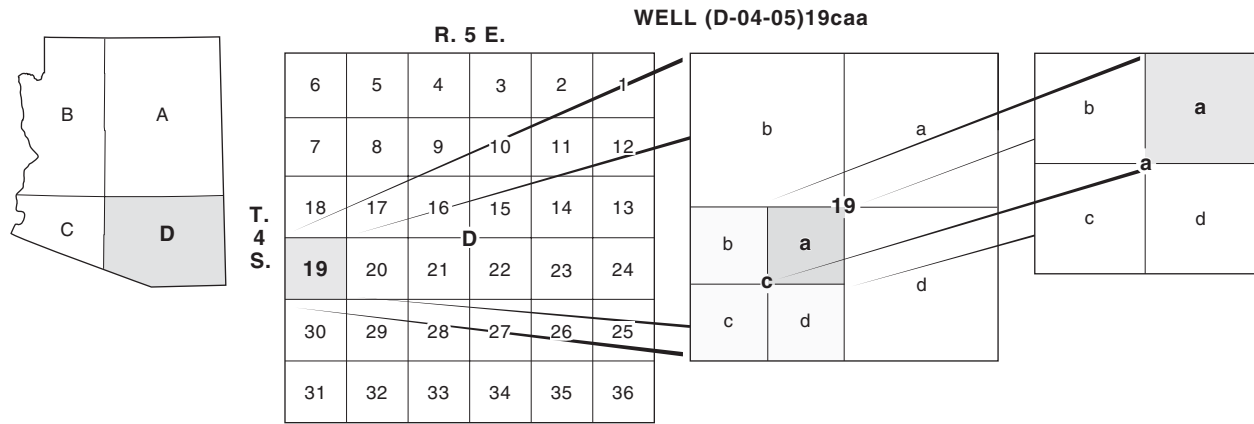 WELL (D-04-05)19caa
R. 5 E.
B A
C D
T.
4
S.
6 5 4 3 2 1
7 8 9 10 11 12
18 17 16 15 14 13
D
19 20 21 22 23 24
30 29 28 27 26 25
31 32 33 34 35 36
b a
19
b a
c
d
c d
b a
a
c d